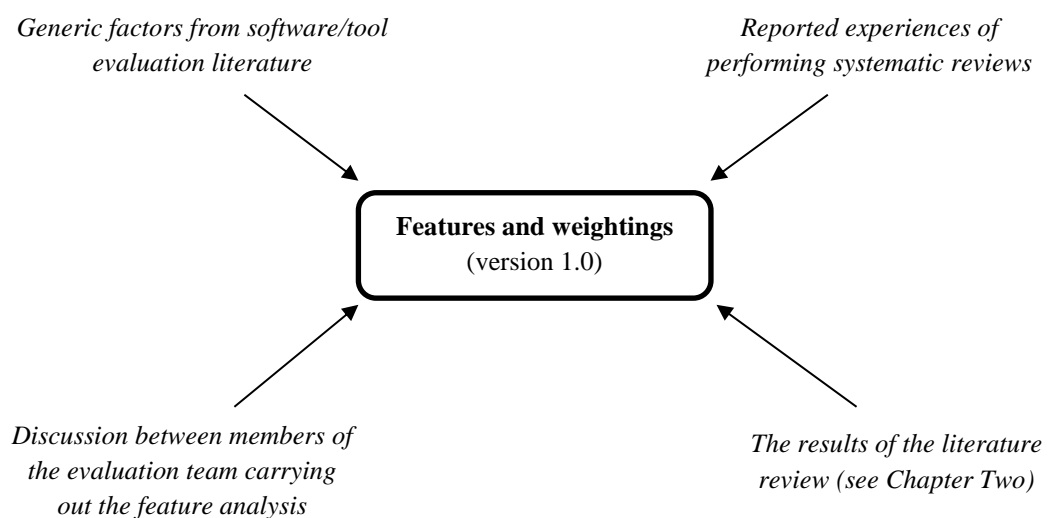 Generic factors from software/tool
evaluation literature
Reported experiences of
performing systematic reviews
Features and weightings
(version 1.0)
Discussion between members of
the evaluation team carrying
out the feature analysis
The results of the literature
review (see Chapter Two)